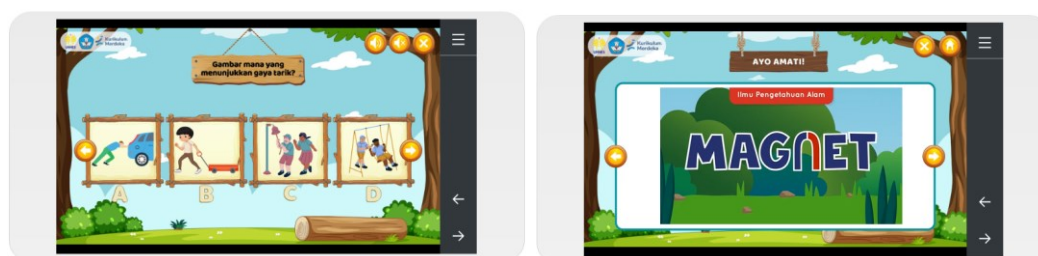 Kurikulum
Merdeka
Gambar mana yang
menunjukkan gaya tarik?
A
B
C
D
Kurikulum
Merdeka
AYO AMATI!
Ilmu Pengetahuan Alam
MAGNET